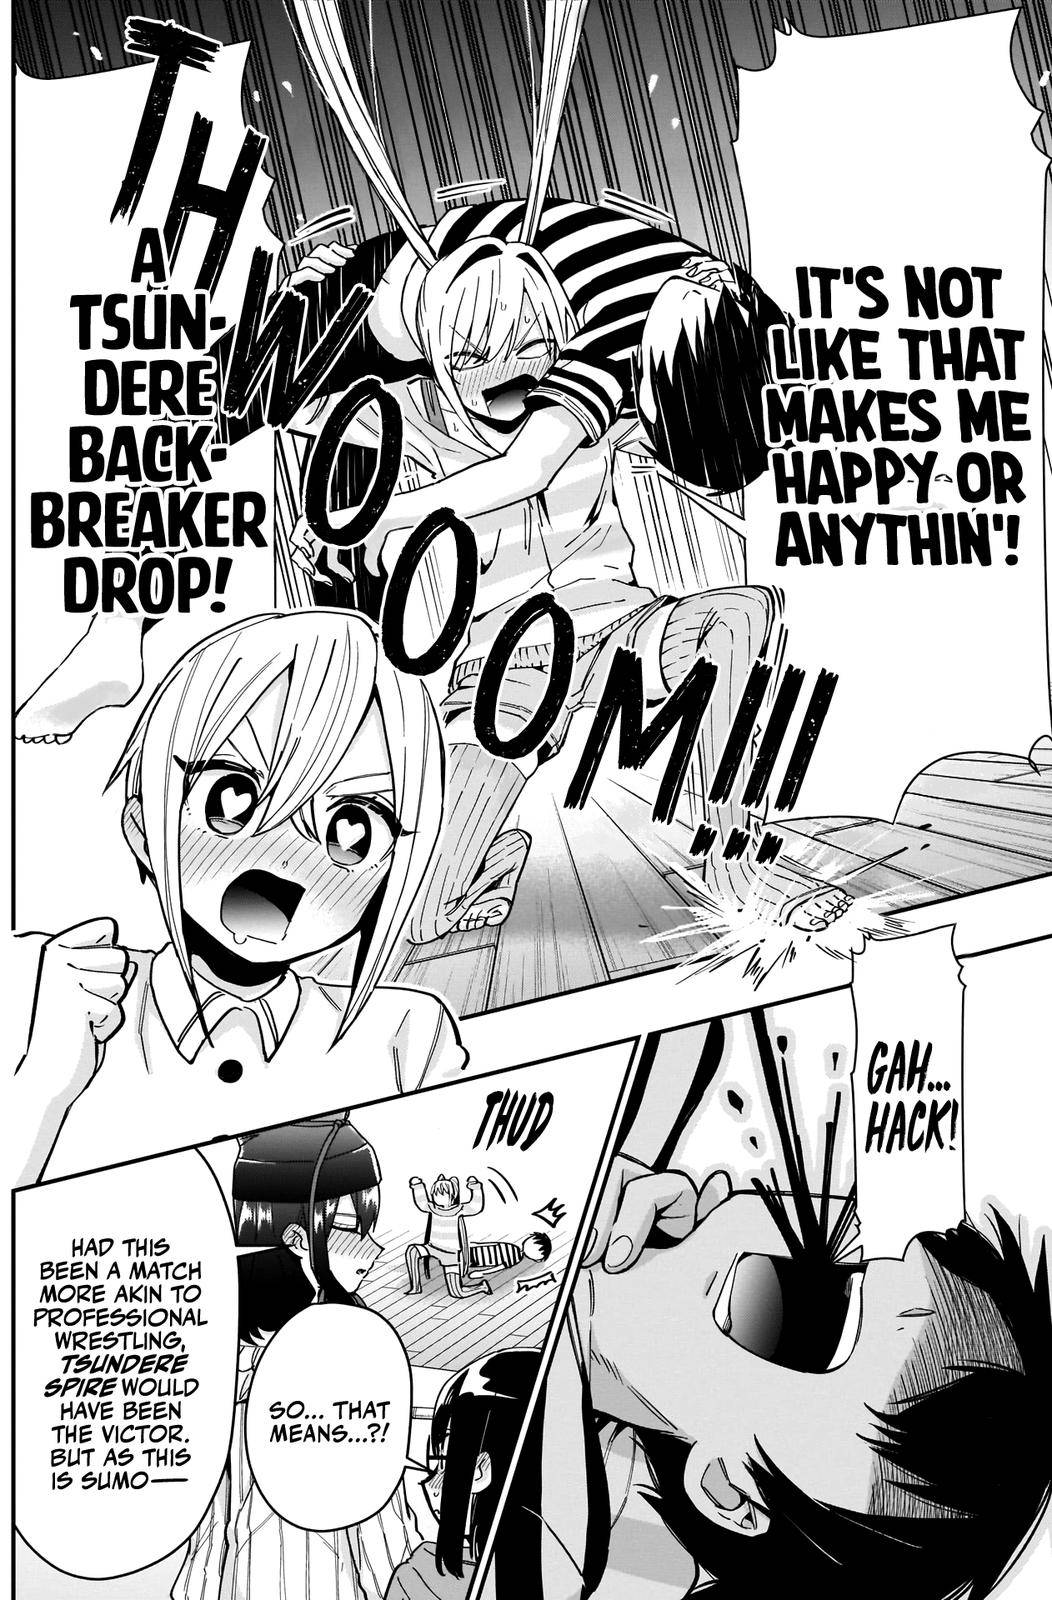 IT'S NOT
LIKE THAT
MAKES ME
HAPPY OR
ANYTHIN'!
THWOOOOM!!!
A
TSUN-
DERE
BACK-
BREAKER
DROP!
GAH...
HACK!
THUD
SO... THAT
MEANS...?!
HAD THIS
BEEN A MATCH
MORE AKIN TO
PROFESSIONAL
WRESTLING,
TSUNDERE
SPIRE WOULD
HAVE BEEN
THE VICTOR.
BUT AS THIS
IS SUMO—